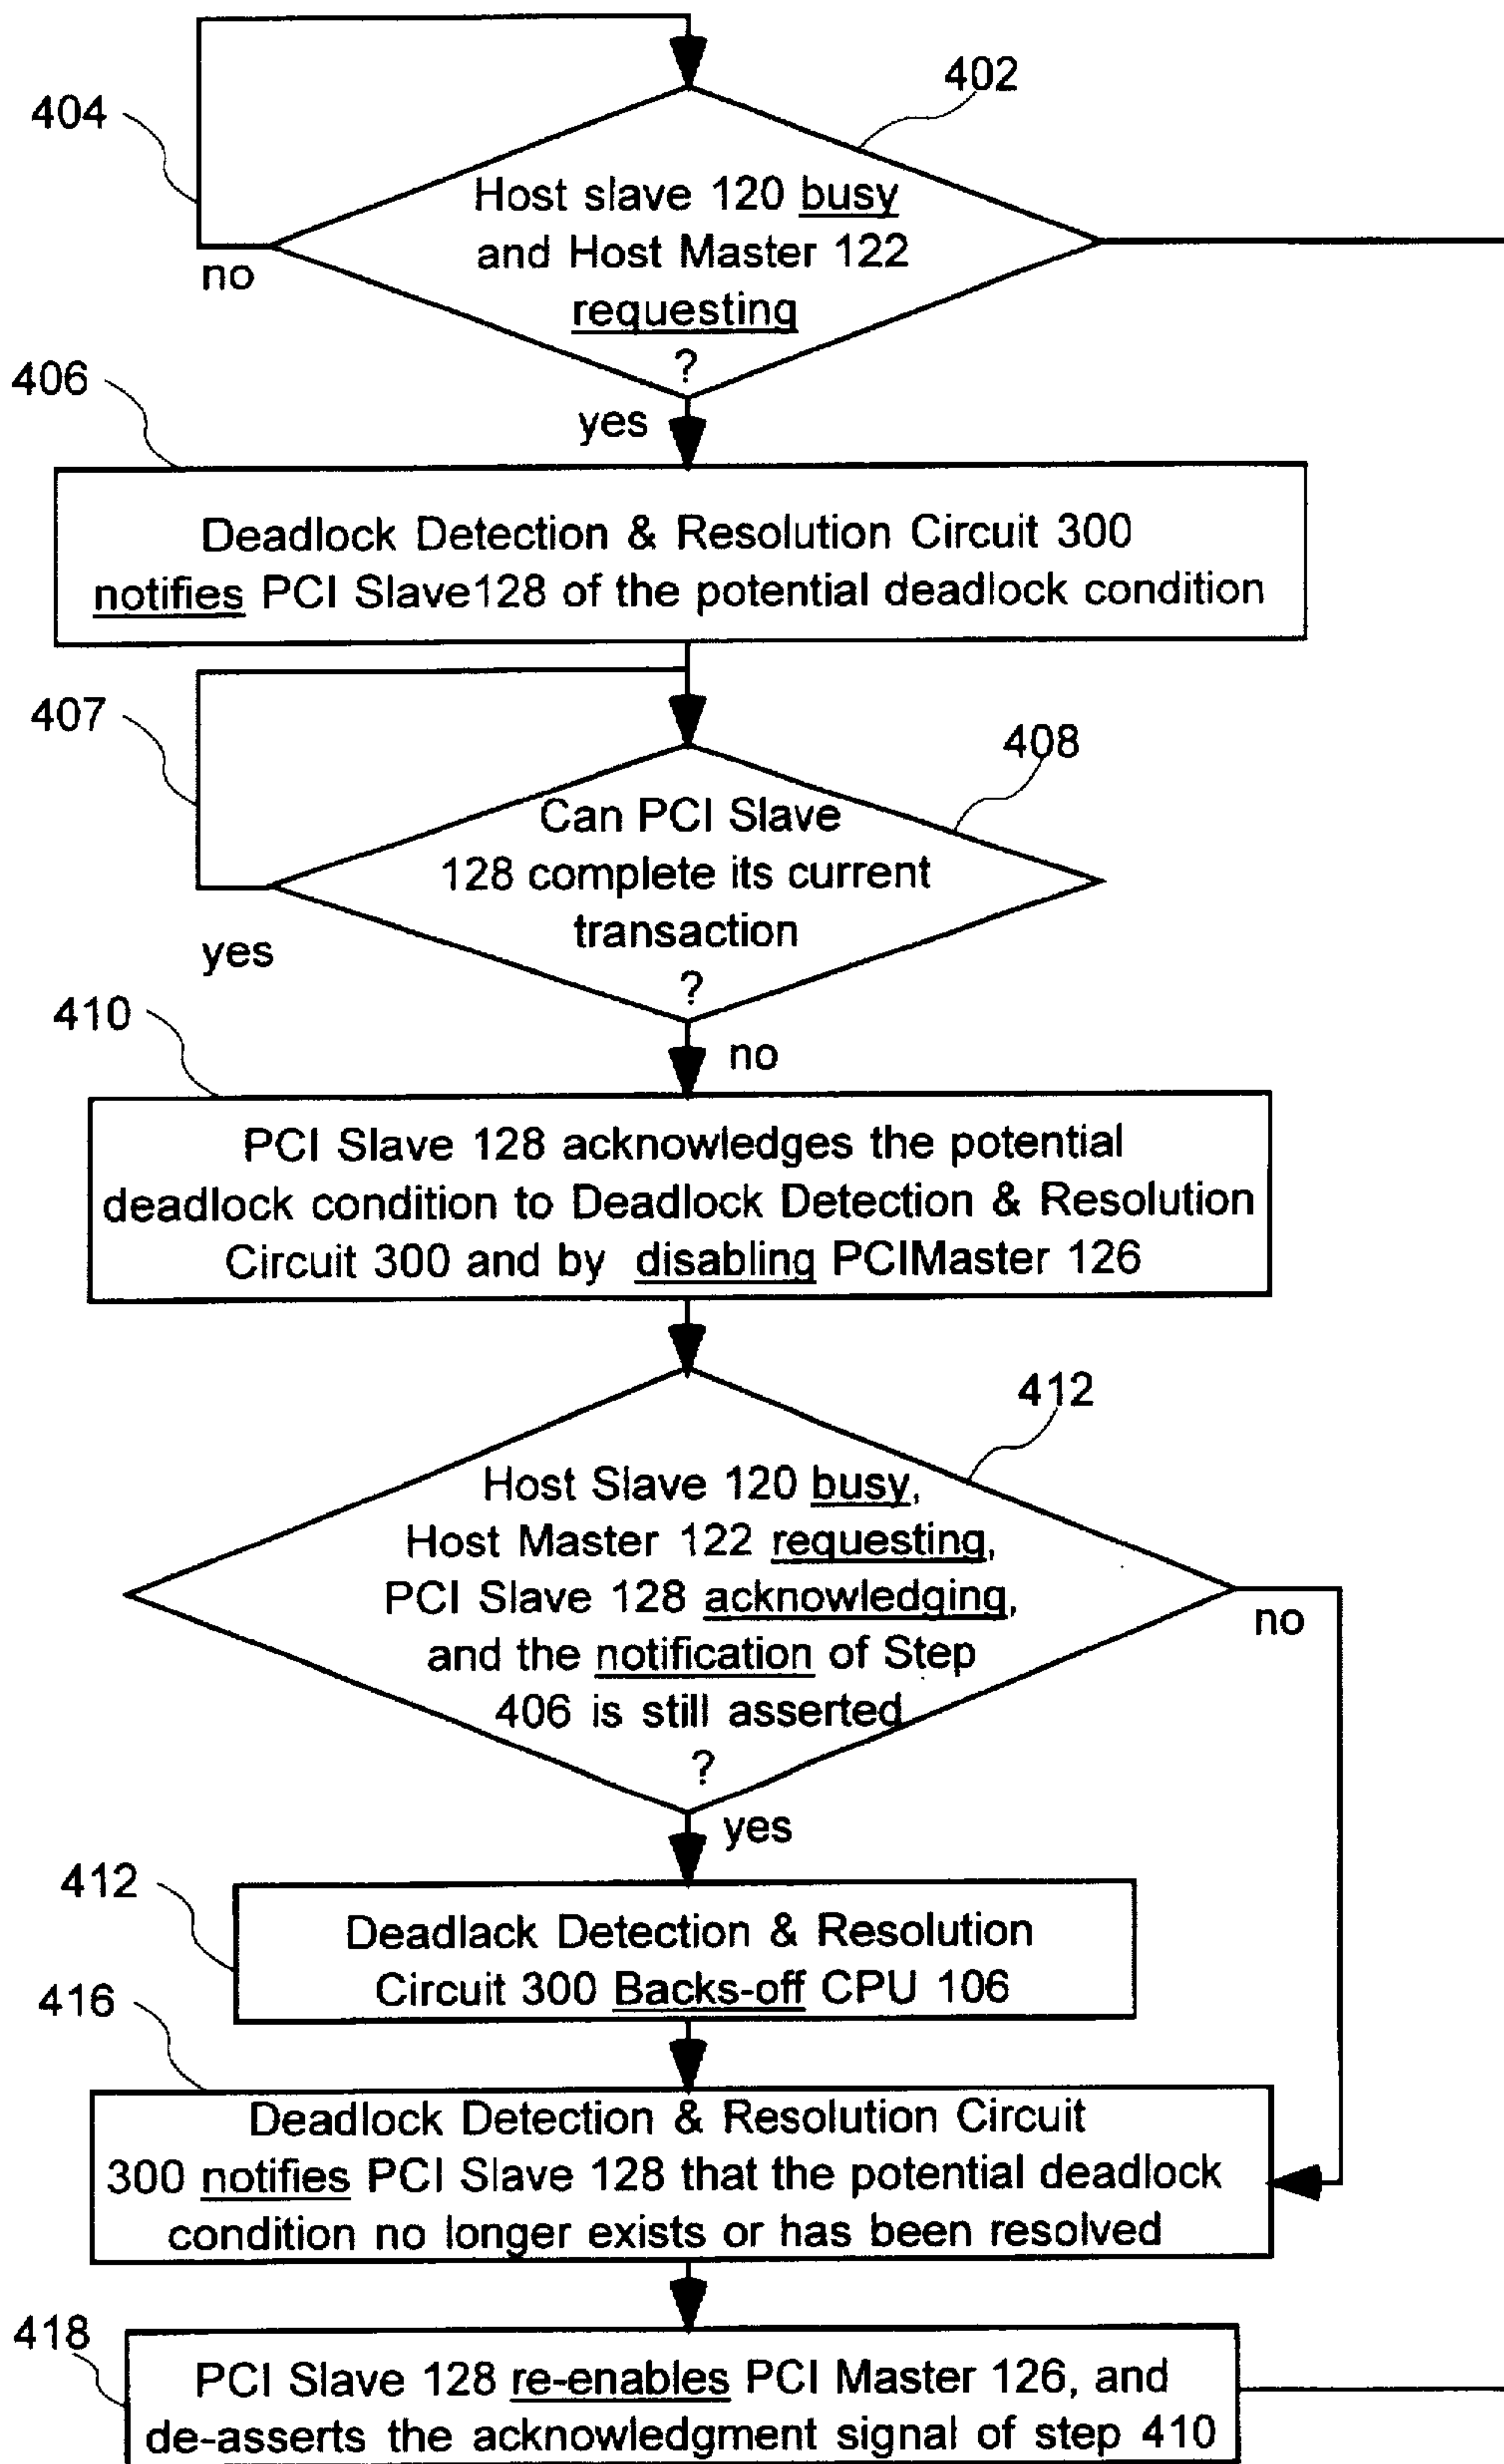 402
404
Host slave 120 busy
and Host Master 122
no
requesting
?
406
yes
Deadlock Detection & Resolution Circuit 300
notifies PCI Slave128 of the potential deadlock condition
407
408
Can PCI Slave
128 complete its current
transaction
yes
?
410
no
PCI Slave 128 acknowledges the potential
deadlock condition to Deadlock Detection & Resolution
Circuit 300 and by disabling PCIMaster 126
412
Host Slave 120 busy,
Host Master 122 requesting,
PCI Slave 128 acknowledging,
no
and the notification of Step
406 is still asserted
?
yes
412
Deadlack Detection & Resolution
Circuit 300 Backs-off CPU 106
416
Deadlock Detection & Resolution Circuit
300 notifies PCI Slave 128 that the potential deadlock
condition no longer exists or has been resolved
418
PCI Slave 128 re-enables PCI Master 126, and
de-asserts the acknowledgment signal of step 410